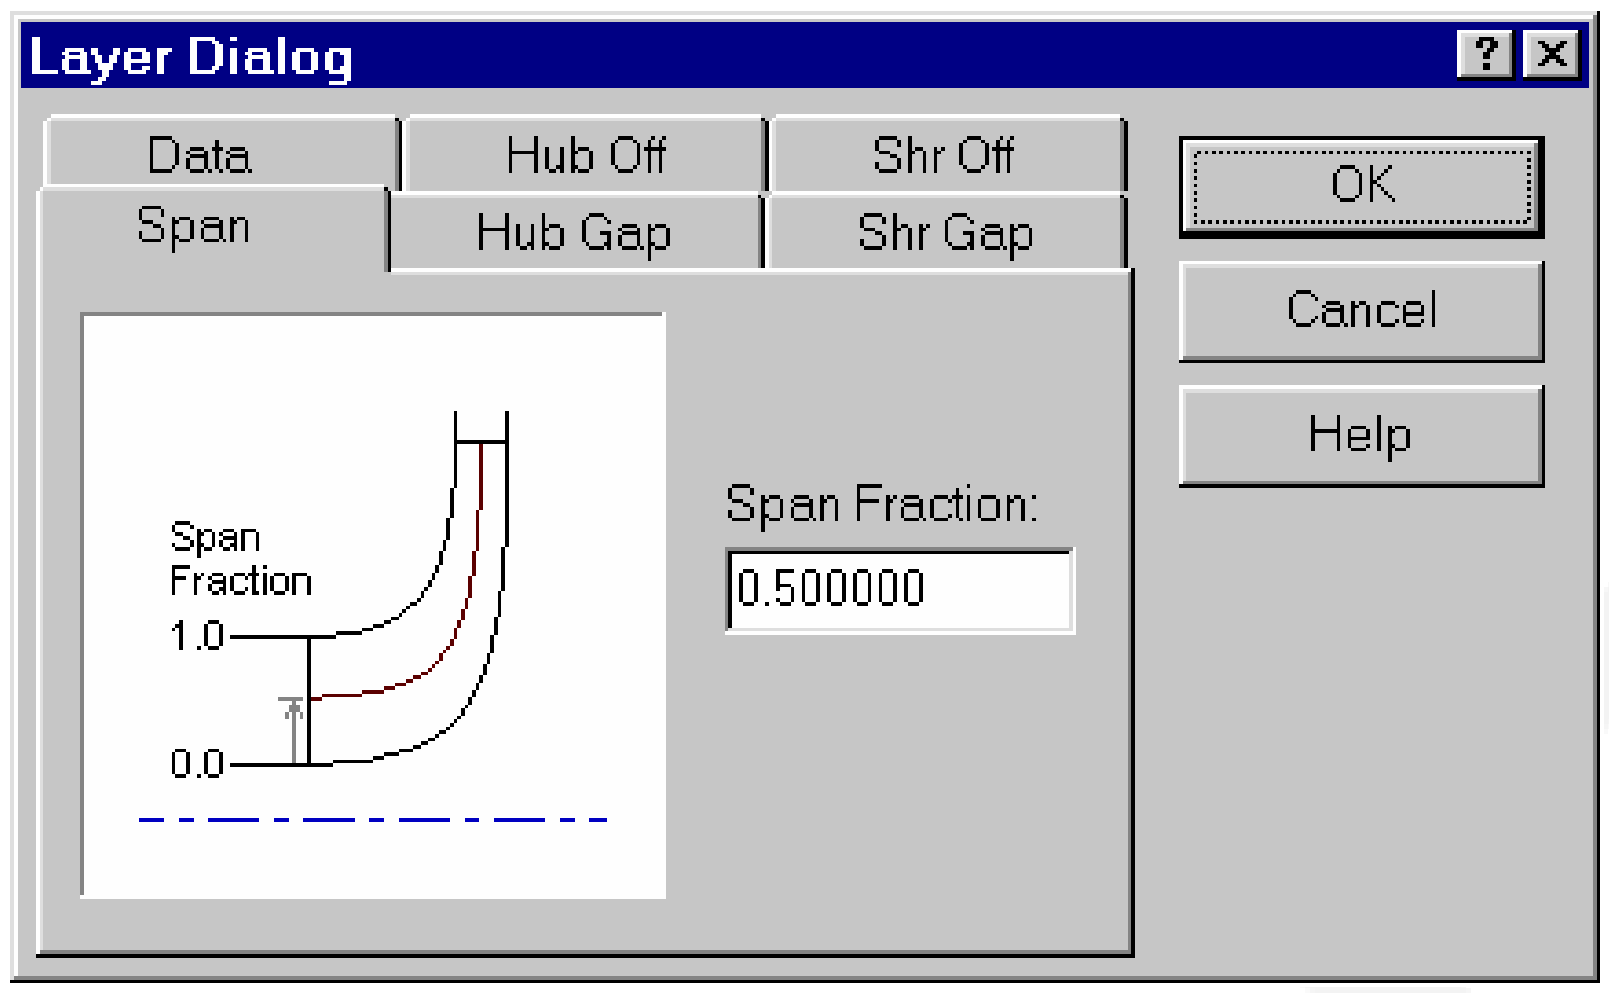 Layer Dialog
Data
Hub Off
Shr Off
Span
Hub Gap
Shr Gap
OK
Cancel
Help
Span
Fraction
1.0
0.0
Span Fraction:
0.500000